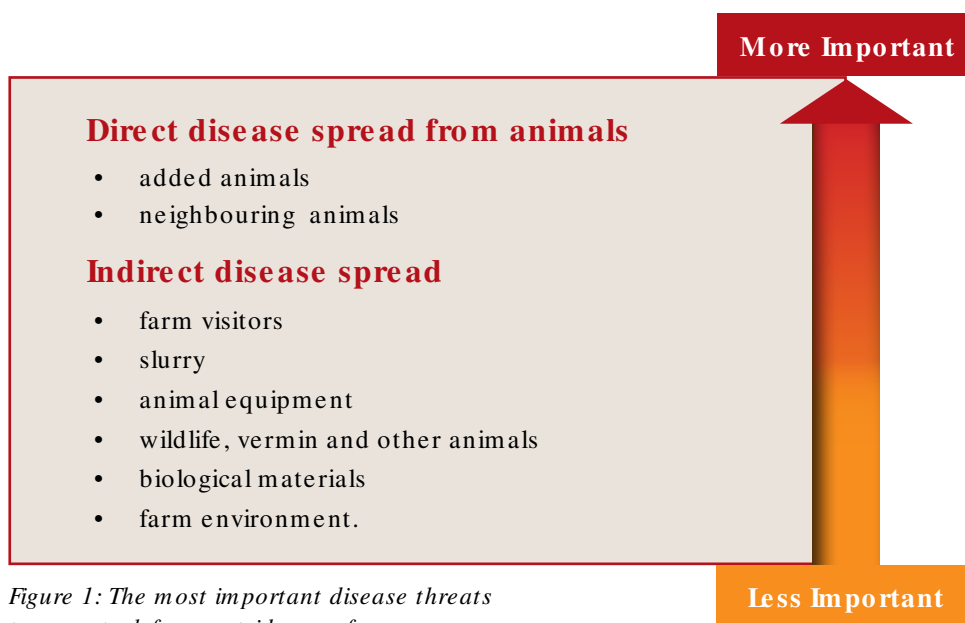 More Important
Direct disease spread from animals
• added animals
• neighbouring animals
Indirect disease spread
• farm visitors
• slurry
• animal equipment
• wildlife, vermin and other animals
• biological materials
• farm environment.
Figure 1: The most important disease threats
Less Important